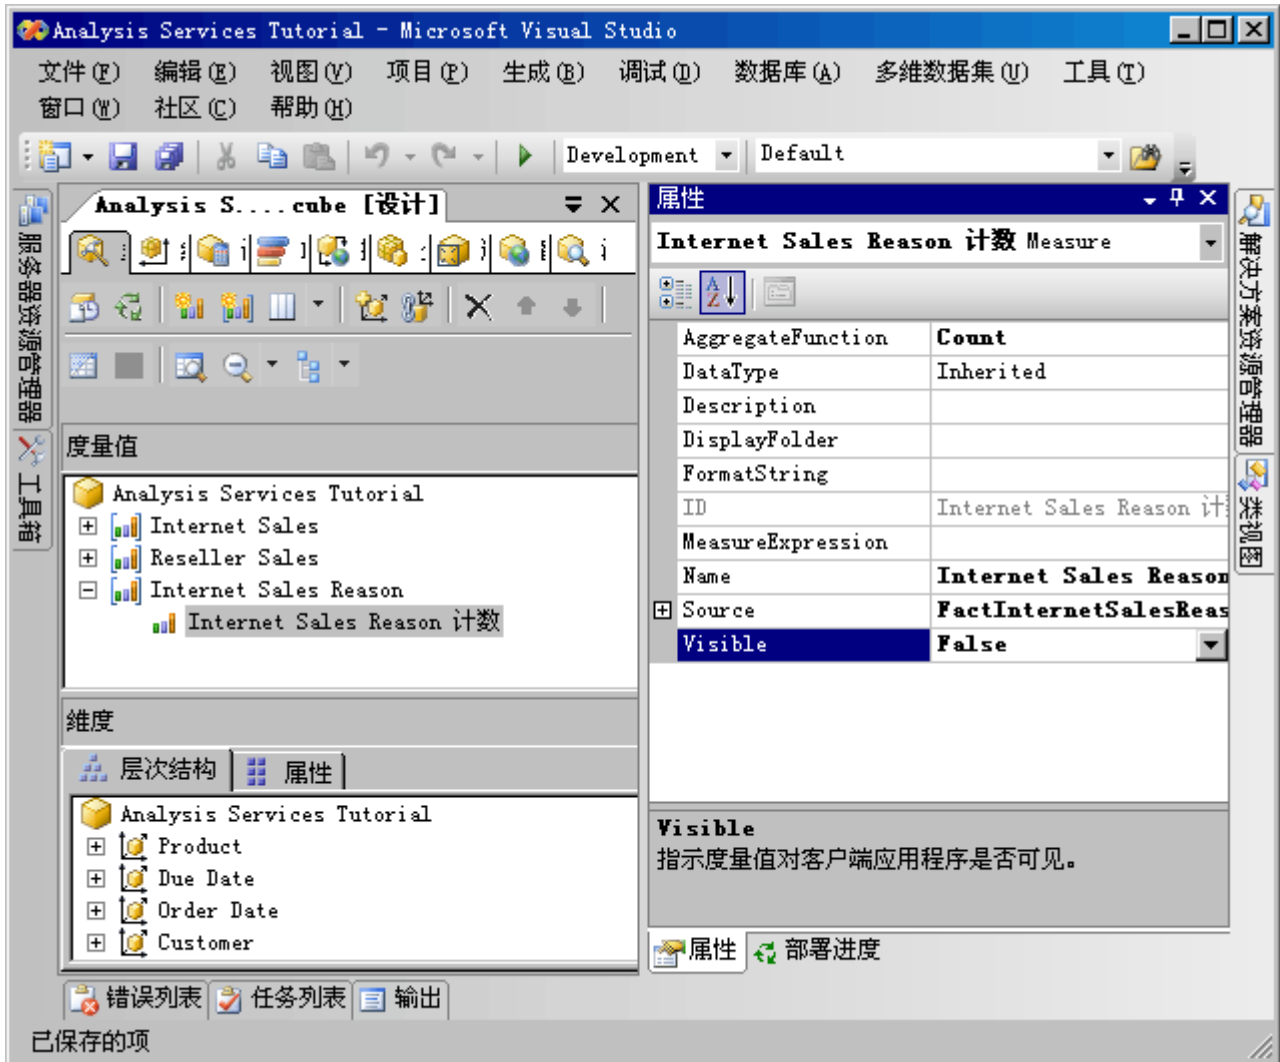 Analysis Services Tutorial - Microsoft Visual Studio
文件(F) 编辑(E) 视图(V) 项目(P) 生成(B) 调试(D) 数据库(A) 多维数据集(U) 工具(T)
窗口(W) 社区(C) 帮助(H)
Development Default
Analysis S....cube [设计]
服务器资源管理器
工具箱
度量值
Analysis Services Tutorial
Internet Sales
Reseller Sales
Internet Sales Reason
Internet Sales Reason 计数
维度
层次结构 属性
Analysis Services Tutorial
Product
Due Date
Order Date
Customer
属性
Internet Sales Reason 计数 Measure
AggregateFunction Count
DataType Inherited
Description
DisplayFolder
FormatString
ID Internet Sales Reason 计
MeasureExpression
Name Internet Sales Reason
Source FactInternetSalesReas
Visible False
Visible
指示度量值对客户端应用程序是否可见。
属性 部署进度
解决方案资源管理器
类视图
错误列表 任务列表 输出
已保存的项